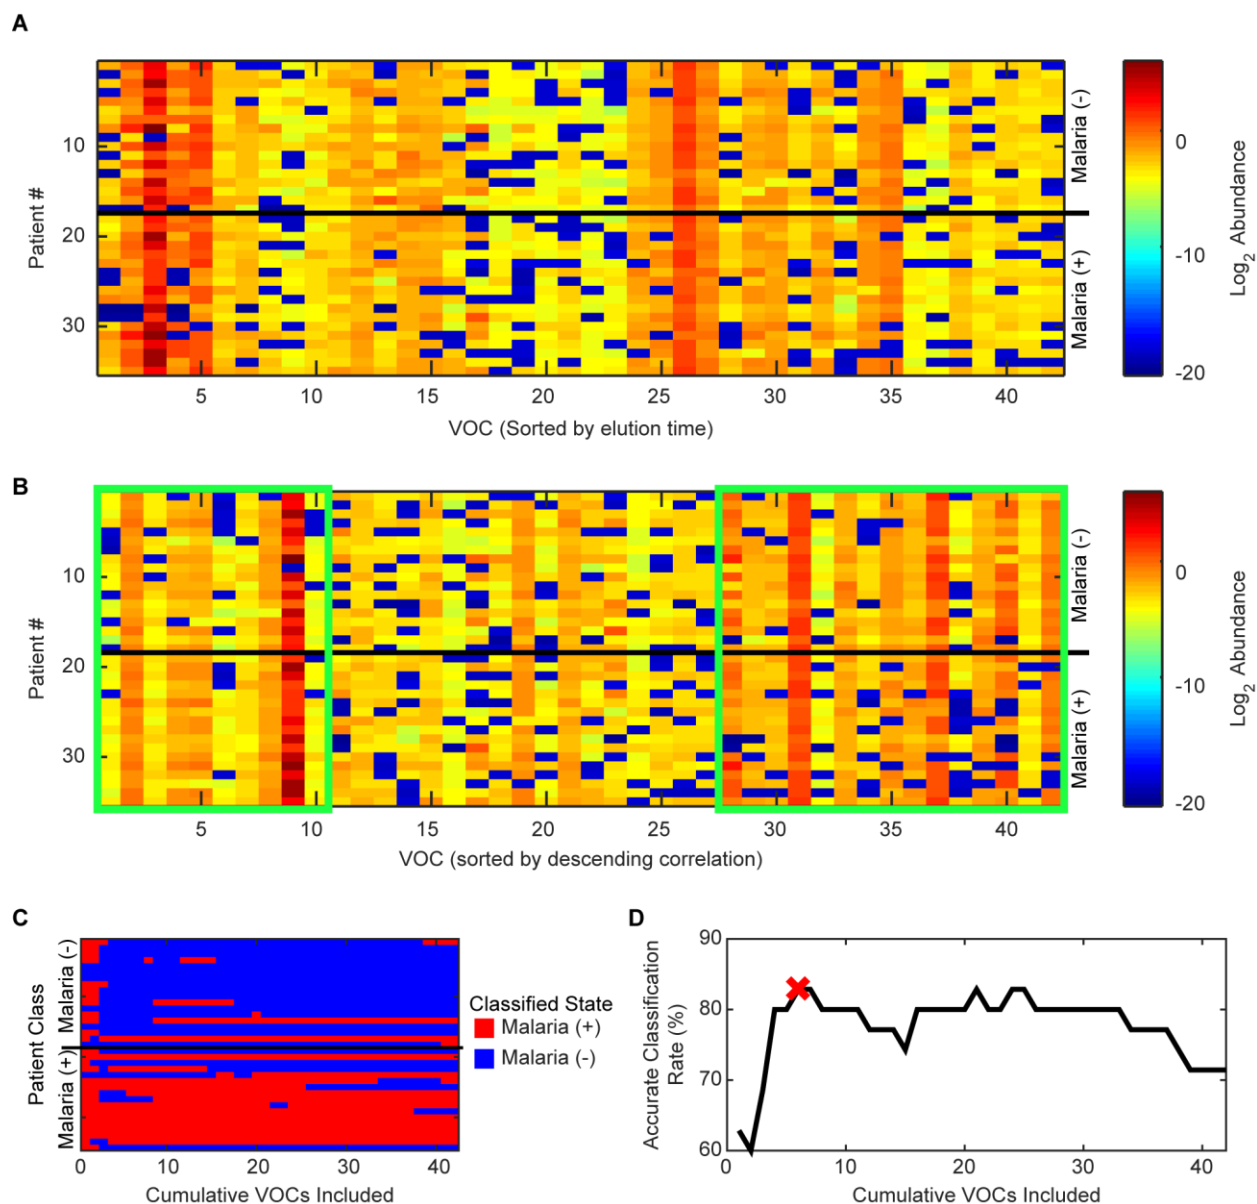 A
Patient #
10
20
30
5
10
15
20
25
30
35
40
VOC (Sorted by elution time)
Malaria (-)
Malaria (+)
0
-10
-20
Log2 Abundance
B
Patient #
10
20
30
5
10
15
20
25
30
35
40
VOC (sorted by descending correlation)
Malaria (-)
Malaria (+)
0
-10
-20
Log2 Abundance
C
Patient Class
Malaria (-)
Malaria (+)
0
10
20
30
40
Cumulative VOCs Included
Classified State
Malaria (+)
Malaria (-)
D
Accurate Classification
Rate (%)
90
80
70
60
0
10
20
30
40
Cumulative VOCs Included